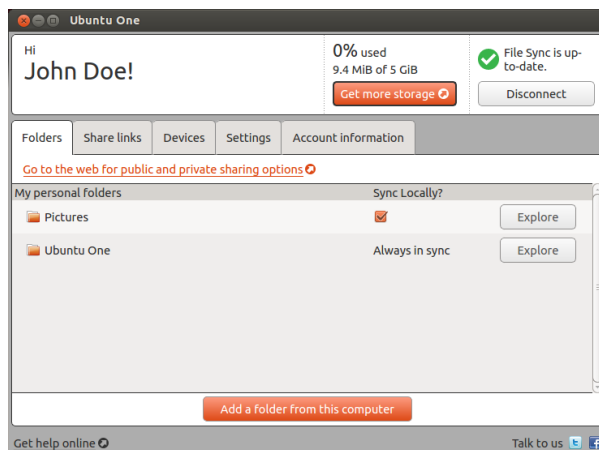 Ubuntu One
Hi
John Doe!
0% used
9.4 MiB of 5 GiB
Get more storage
File Sync is up-
to-date.
Disconnect
Folders Share links Devices Settings Account information
Go to the web for public and private sharing options
My personal folders Sync Locally?
Pictures Explore
Ubuntu One Always in sync Explore
Add a folder from this computer
Get help online Talk to us